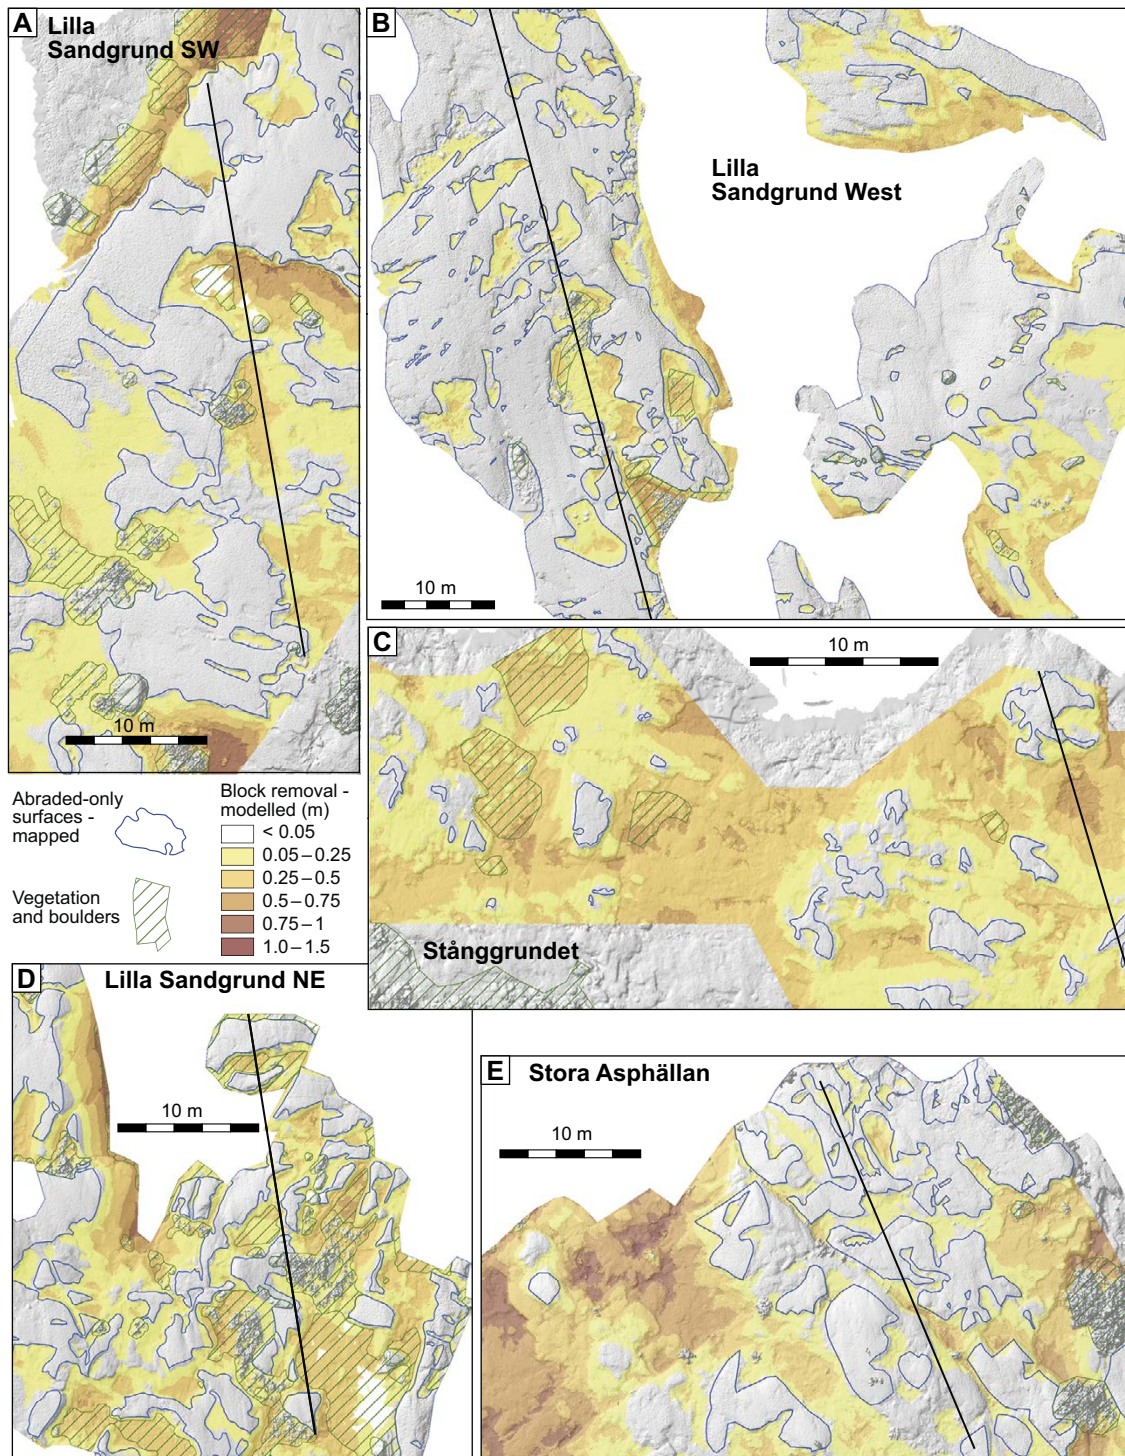 A
Lilla
Sandgrund SW
10 m
B
Lilla
Sandgrund West
10 m
Abraded-only
surfaces -
mapped
Vegetation
and boulders
Block removal -
modelled (m)
< 0.05
0.05–0.25
0.25–0.5
0.5–0.75
0.75–1
1.0–1.5
C
10 m
Stånggrundet
D
Lilla Sandgrund NE
10 m
E
Stora Asphällan
10 m